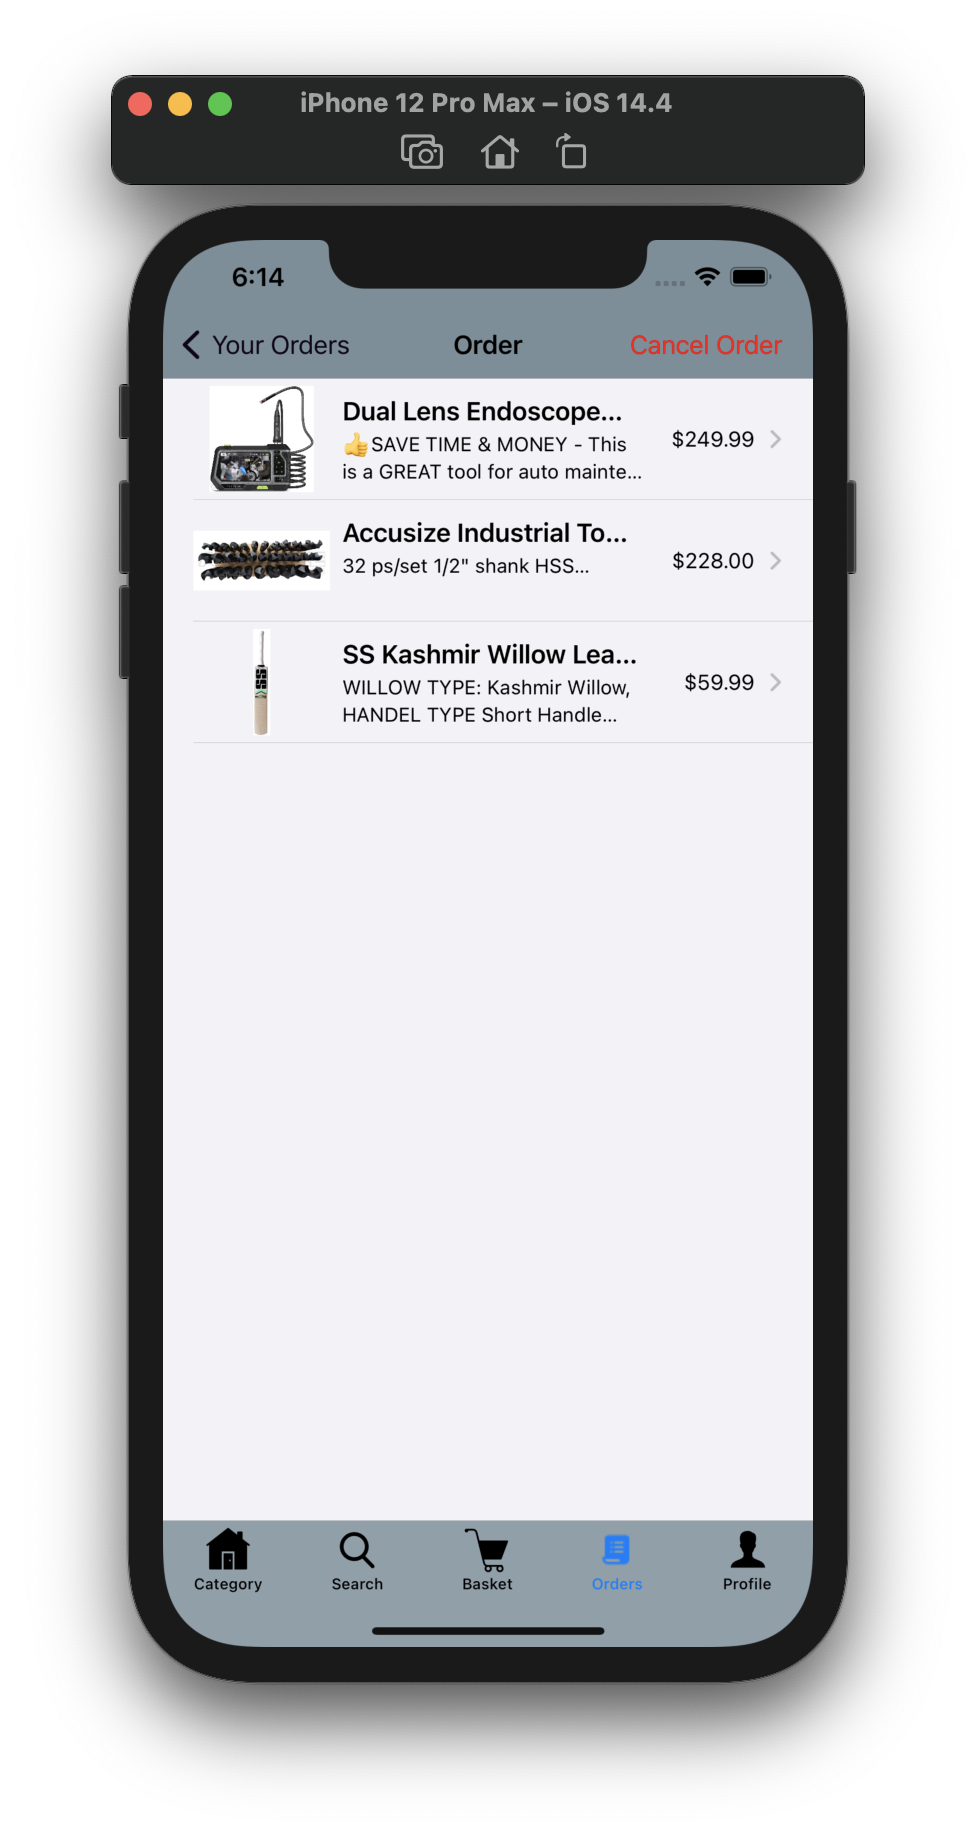 iPhone 12 Pro Max – iOS 14.4
6:14
Your Orders
Order
Cancel Order
Dual Lens Endoscope...
👍SAVE TIME & MONEY - This
is a GREAT tool for auto mainte...
$249.99
Accusize Industrial To...
32 ps/set 1/2" shank HSS...
$228.00
SS Kashmir Willow Lea...
WILLOW TYPE: Kashmir Willow,
HANDEL TYPE Short Handle...
$59.99
Category
Search
Basket
Orders
Profile